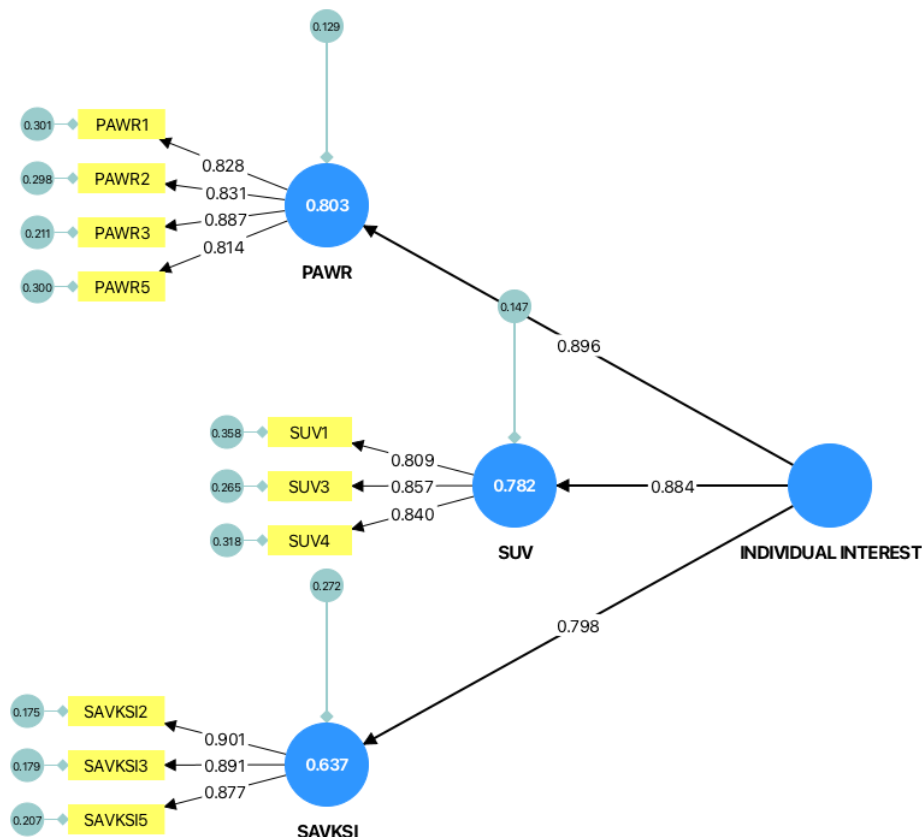 0.129
0.301 PAWR1
0.828
0.298 PAWR2
0.831
0.803
0.211 PAWR3
0.887
0.814
0.300 PAWR5
PAWR
0.147
0.896
0.358 SUV1
0.809
0.265 SUV3
0.857
0.782
0.884
0.840
0.318 SUV4
SUV
INDIVIDUAL INTEREST
0.272
0.798
0.175 SAVKSI2
0.901
0.179 SAVKSI3
0.891
0.637
0.877
0.207 SAVKSI5
SAVKSI